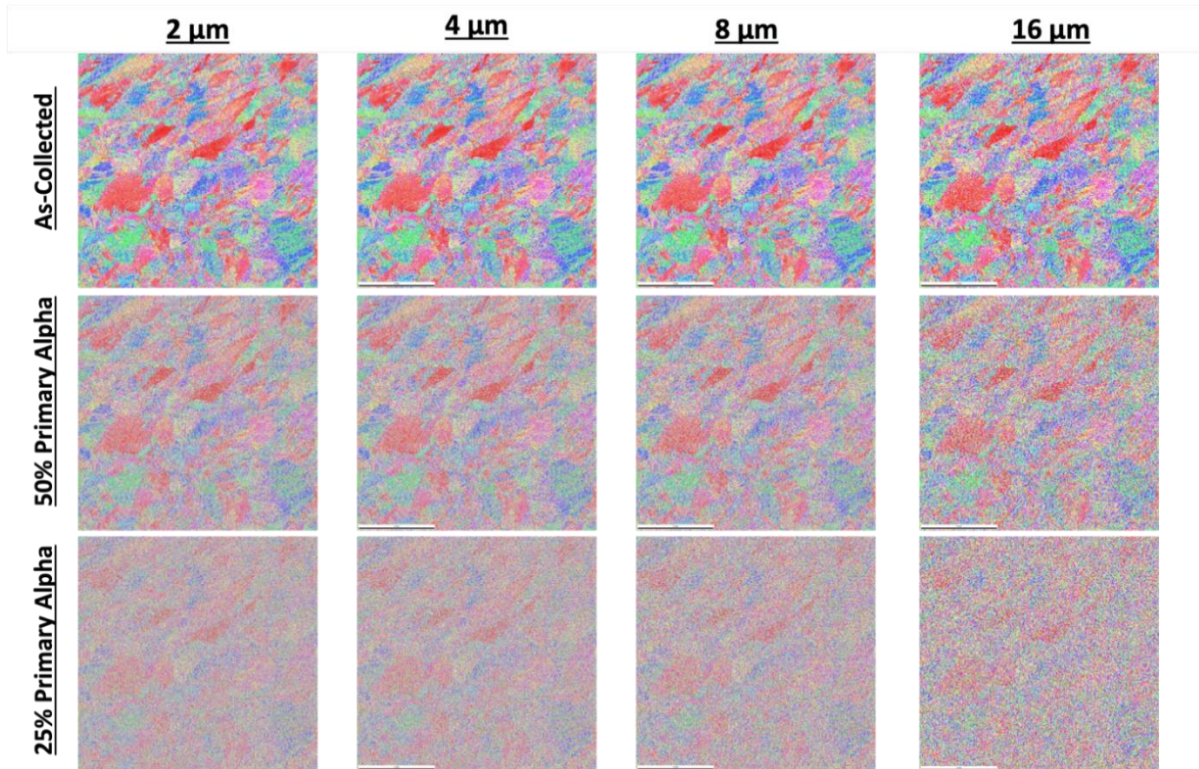 2 μm
4 μm
8 μm
16 μm
As-Collected
50% Primary Alpha
25% Primary Alpha